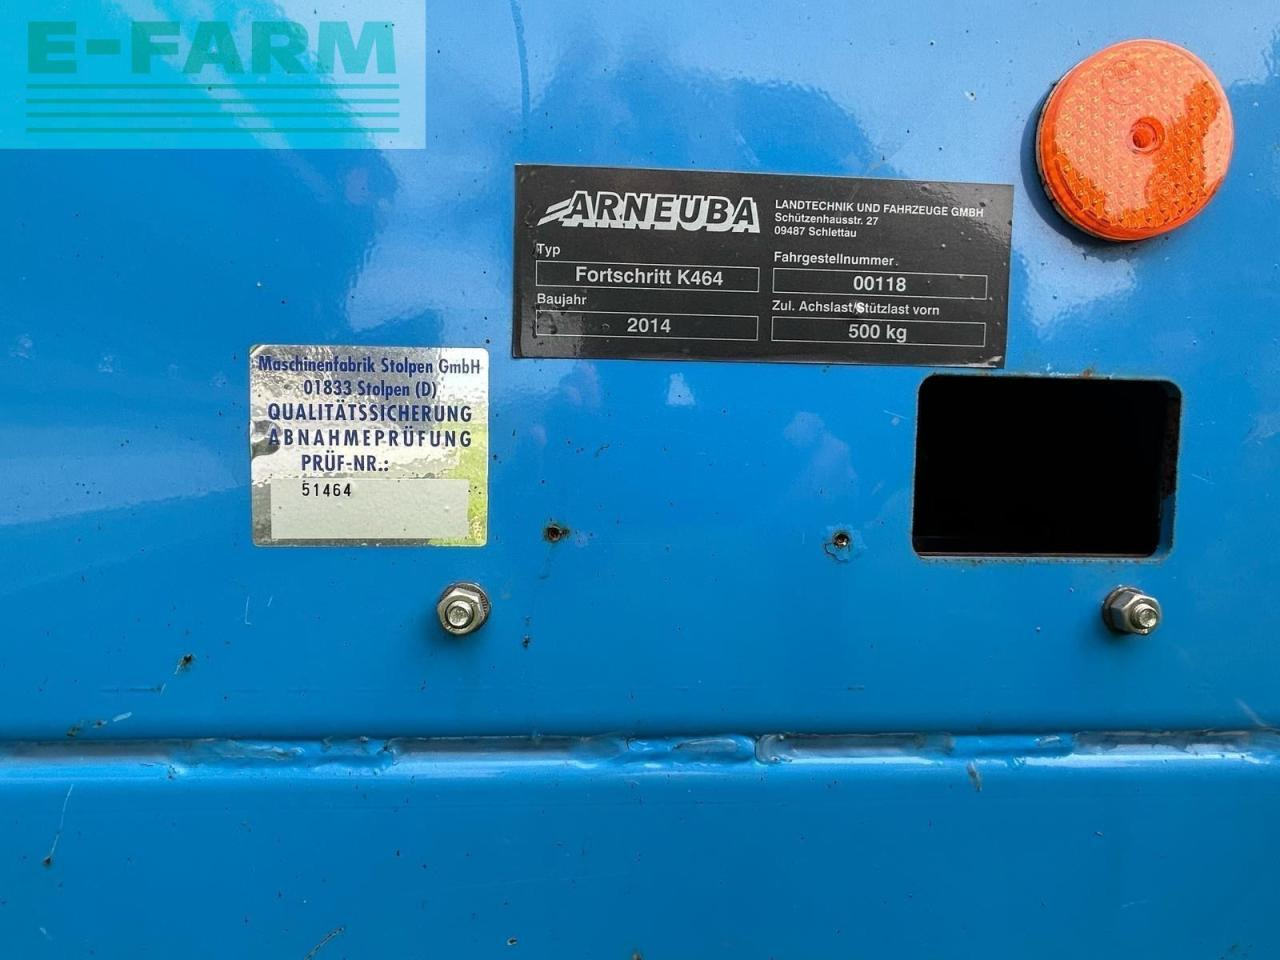 E-FARM
ARNEUBA
LANDTECHNIK UND FAHRZEUGE GMBH
Schützenhausstr. 27
09487 Schlettau
Typ
Fortschritt K464
Fahrgestellnummer
00118
Baujahr
2014
Zul. Achslast/Stützlast vorn
500 kg
Maschinenfabrik Stolpen GmbH
01833 Stolpen (D)
QUALITÄTSSICHERUNG
ABNAHMEPRÜFUNG
PRÜF-NR.:
51464